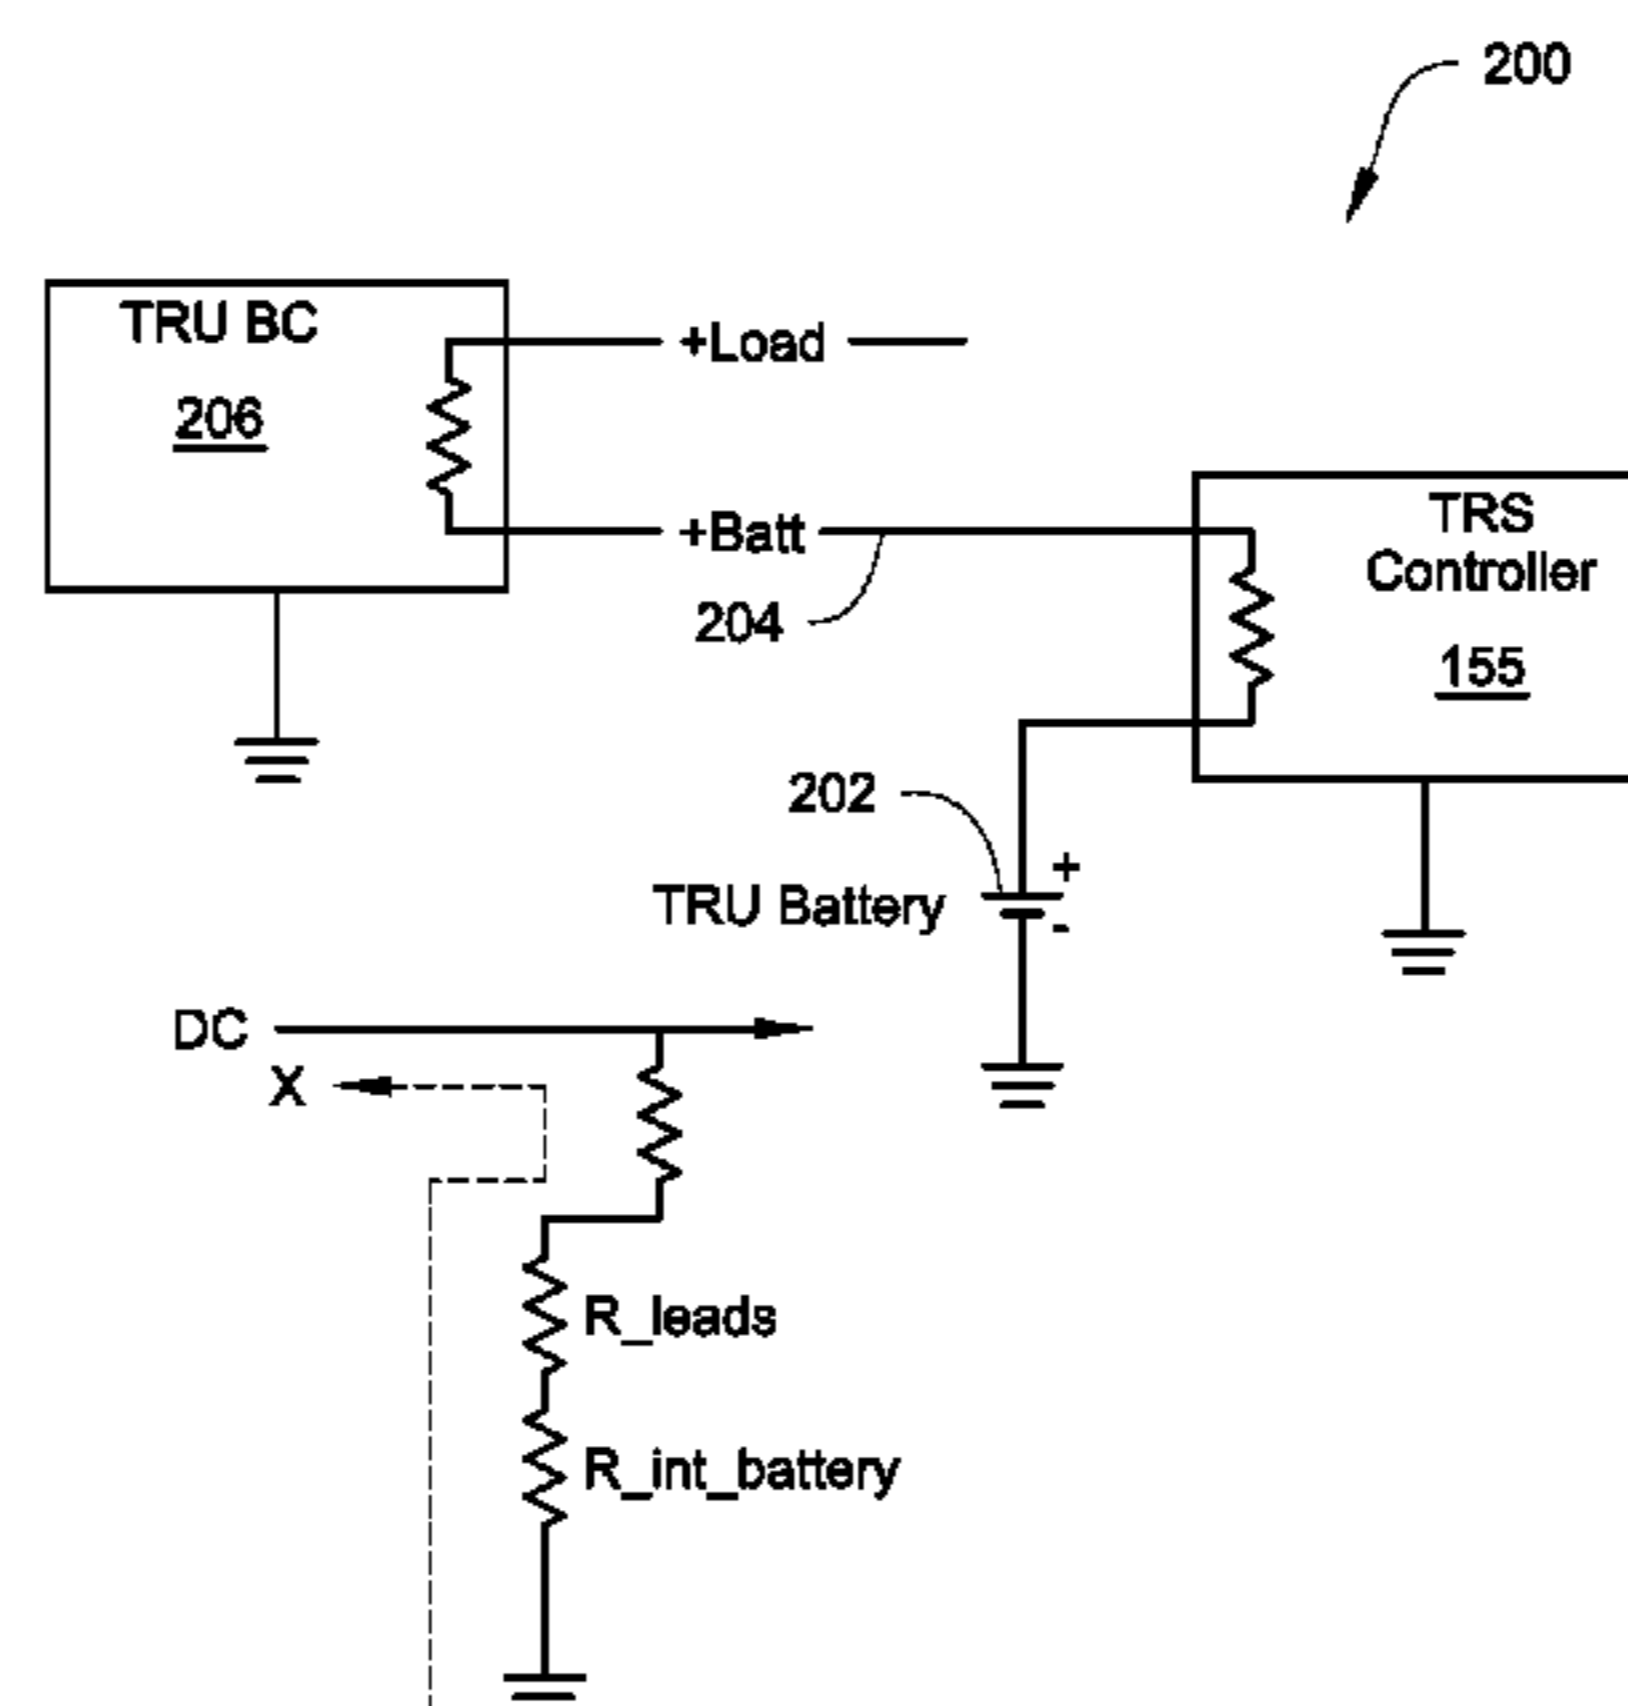 200
TRU BC
206
+Load
+Batt
204
TRS
Controller
155
202
+
TRU Battery
-
DC
X
R_leads
R_int_battery